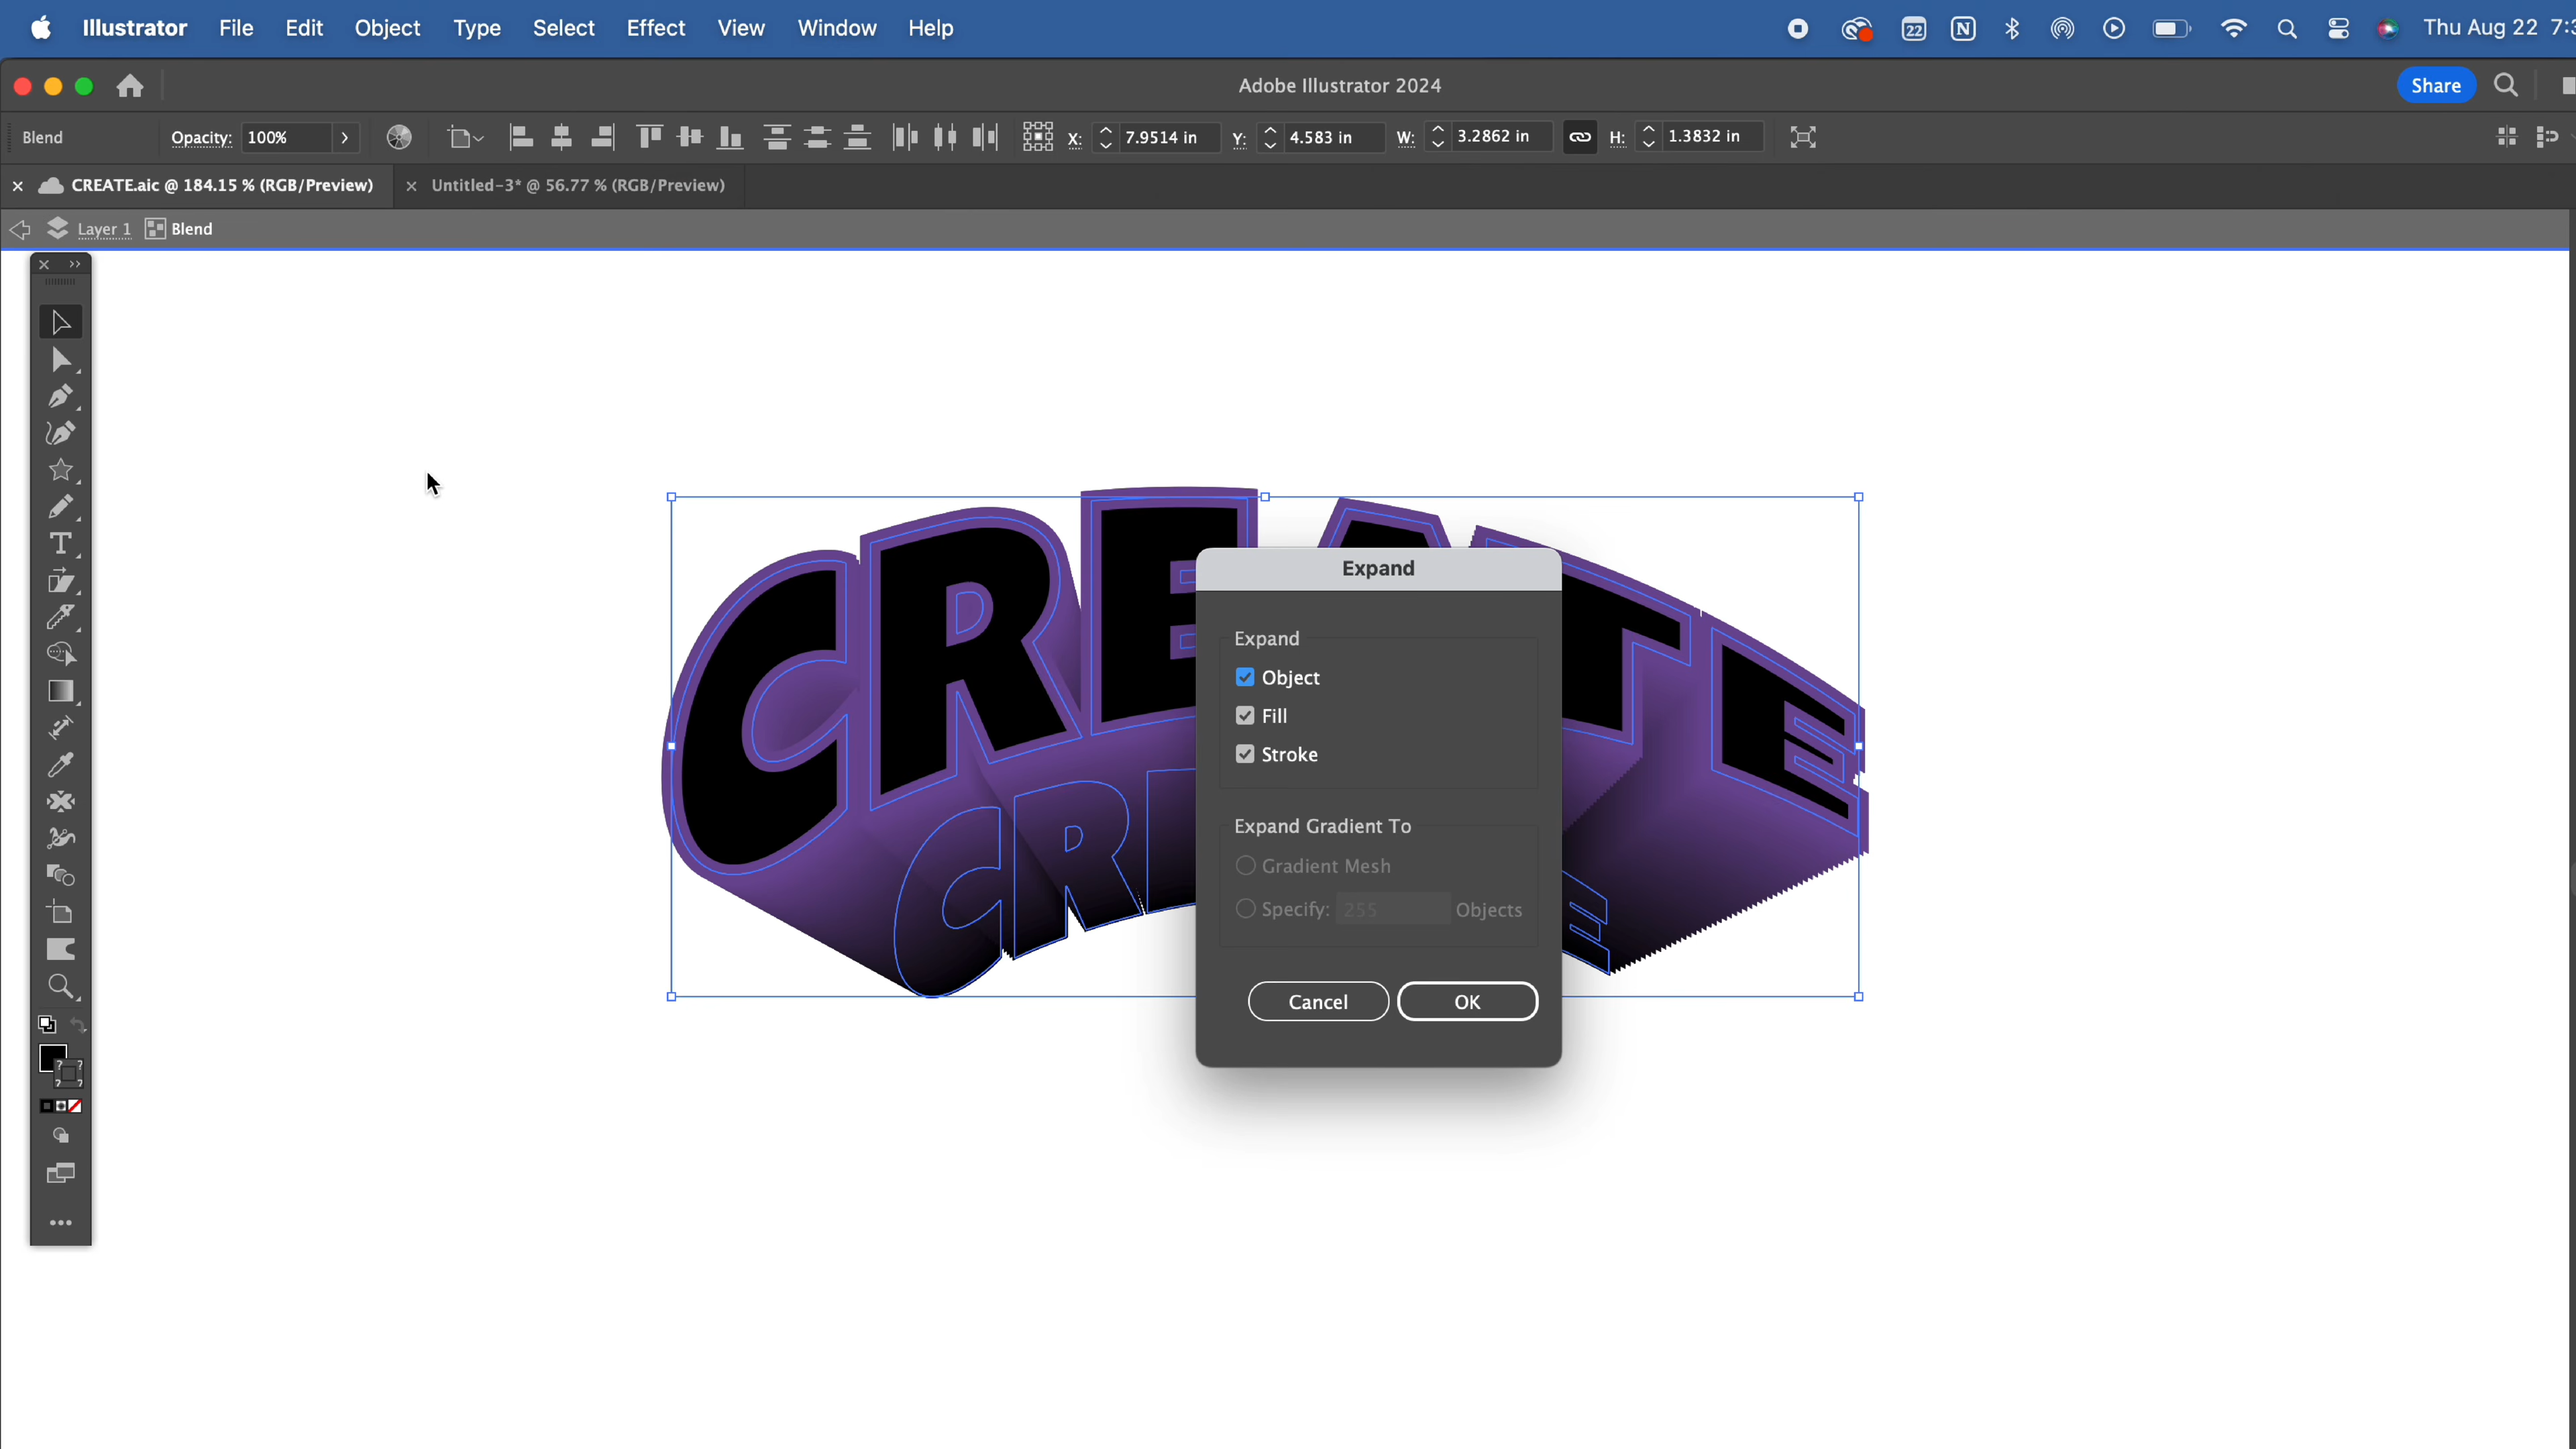 Illustrator File Edit Object Type Select Effect View Window Help 22 Thu Aug 22
Adobe Illustrator 2024 Share
Blend Opacity: 100% X: 7.9514 in Y: 4.583 in W: 3.2862 in H: 1.3832 in
CREATE.aic @ 184.15 % (RGB/Preview) Untitled-3* @ 56.77 % (RGB/Preview)
Layer 1 Blend
CREATE
Expand
Expand
Object
Fill
Stroke
Expand Gradient To
Gradient Mesh
Specify: 255 Objects
Cancel OK